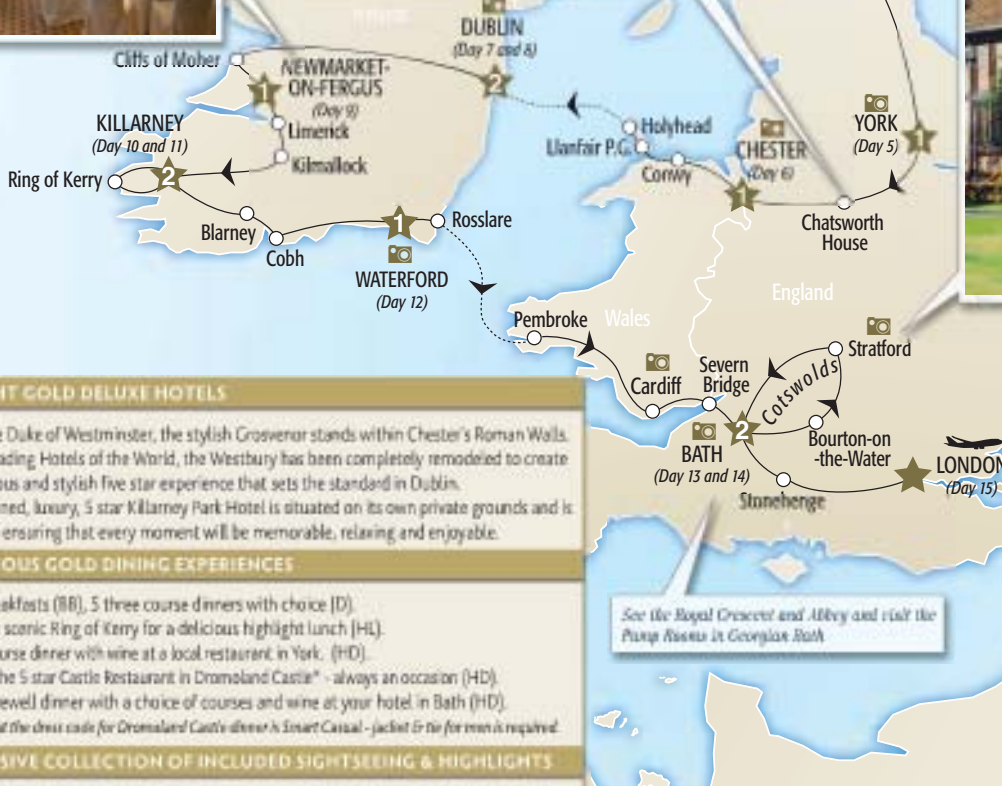 DUBLIN
(Day 7 and 8)
2
Cliffs of Moher
NEWMARKET-
ON-FERGUS
(Day 9)
1
Limerick
Kilmallock
KILLARNEY
(Day 10 and 11)
2
Ring of Kerry
Blarney
Cobh
1
WATERFORD
(Day 12)
Rosslare
Holyhead
Llanfair P.G.
Conwy
CHESTER
(Day 6)
1
YORK
(Day 5)
1
Chatsworth
House
England
Wales
Pembroke
Cardiff
Severn
Bridge
Stratford
Cotswolds
Bourton-on
-the-Water
2
BATH
(Day 13 and 14)
Stonehenge
LONDON
(Day 15)
See the Royal Crescent and Abbey and visit the
Pump Rooms in Georgian Bath
GOLD DELUXE HOTELS
Duke of Westminster, the stylish Grosvenor stands within Chester's Roman Walls.
Hotels of the World, the Westbury has been completely remodeled to create
and stylish five star experience that sets the standard in Dublin.
luxury, 5 star Killarney Park Hotel is situated on its own private grounds and is
ensuring that every moment will be memorable, relaxing and enjoyable.
GOLD DINING EXPERIENCES
(BB), 5 three course dinners with choice (D).
scenic Ring of Kerry for a delicious highlight lunch (HL).
dinner with wine at a local restaurant in York. (HD).
5 star Castle Restaurant in Dromoland Castle* - always an occasion (HD).
dinner with a choice of courses and wine at your hotel in Bath (HD).
the dress code for Dromoland Castle dinner is Smart Casual - jacket & tie for men is required.
COLLECTION OF INCLUDED SIGHTSEEING & HIGHLIGHTS